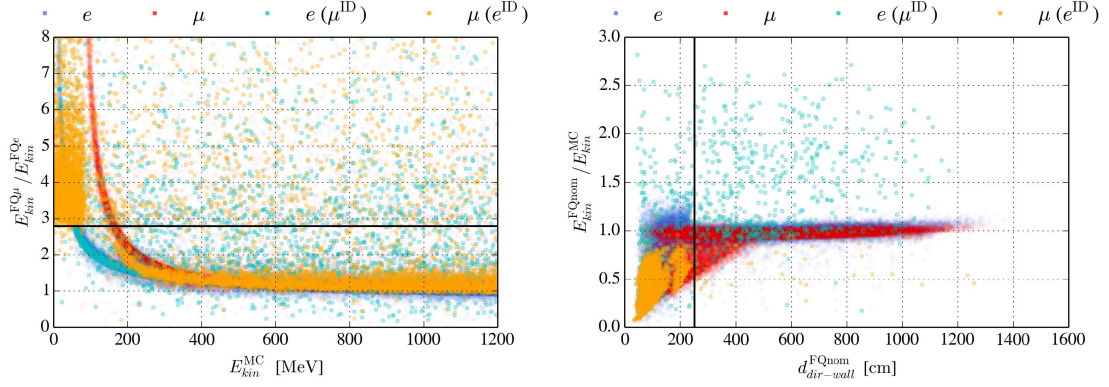 e μ e (μ^ID) μ (e^ID)
8
7
6
5
4
3
2
1
0
E_kin^FQμ / E_kin^FQe
0 200 400 600 800 1000 1200
E_kin^MC [MeV]
e μ e (μ^ID) μ (e^ID)
3.0
2.5
2.0
1.5
1.0
0.5
0.0
E_kin^FQnom / E_kin^MC
0 200 400 600 800 1000 1200 1400 1600
d_dir−wall^FQnom [cm]